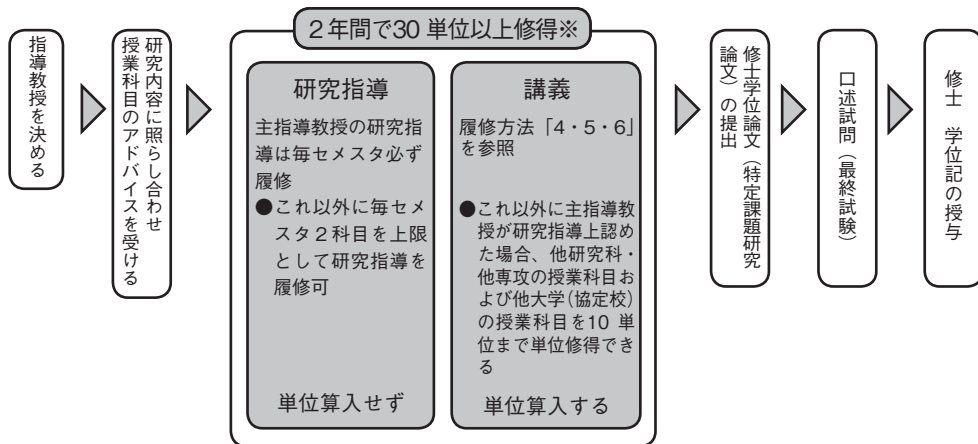 指導教授を決める
研究内容に照らし合わせ
授業科目のアドバイスを受ける
２年間で30 単位以上修得※
研究指導
主指導教授の研究指
導は毎セメスタ必ず
履修
●これ以外に毎セメ
スタ２科目を上限
として研究指導を
履修可
単位算入せず
講義
履修方法「4・5・6」
を参照
●これ以外に主指導教
授が研究指導上認め
た場合、他研究科・
他専攻の授業科目お
よび他大学（協定校）
の授業科目を10 単
位まで単位修得でき
る
単位算入する
修士学位論文（特定課題研究
論文）の提出
口述試問（最終試験）
修士　学位記の授与